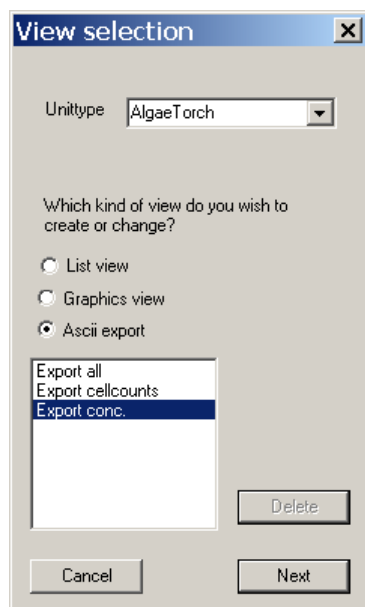 View selection
Unittype AlgaeTorch
Which kind of view do you wish to
create or change?
List view
Graphics view
Ascii export
Export all
Export cellcounts
Export conc.
Delete
Cancel Next